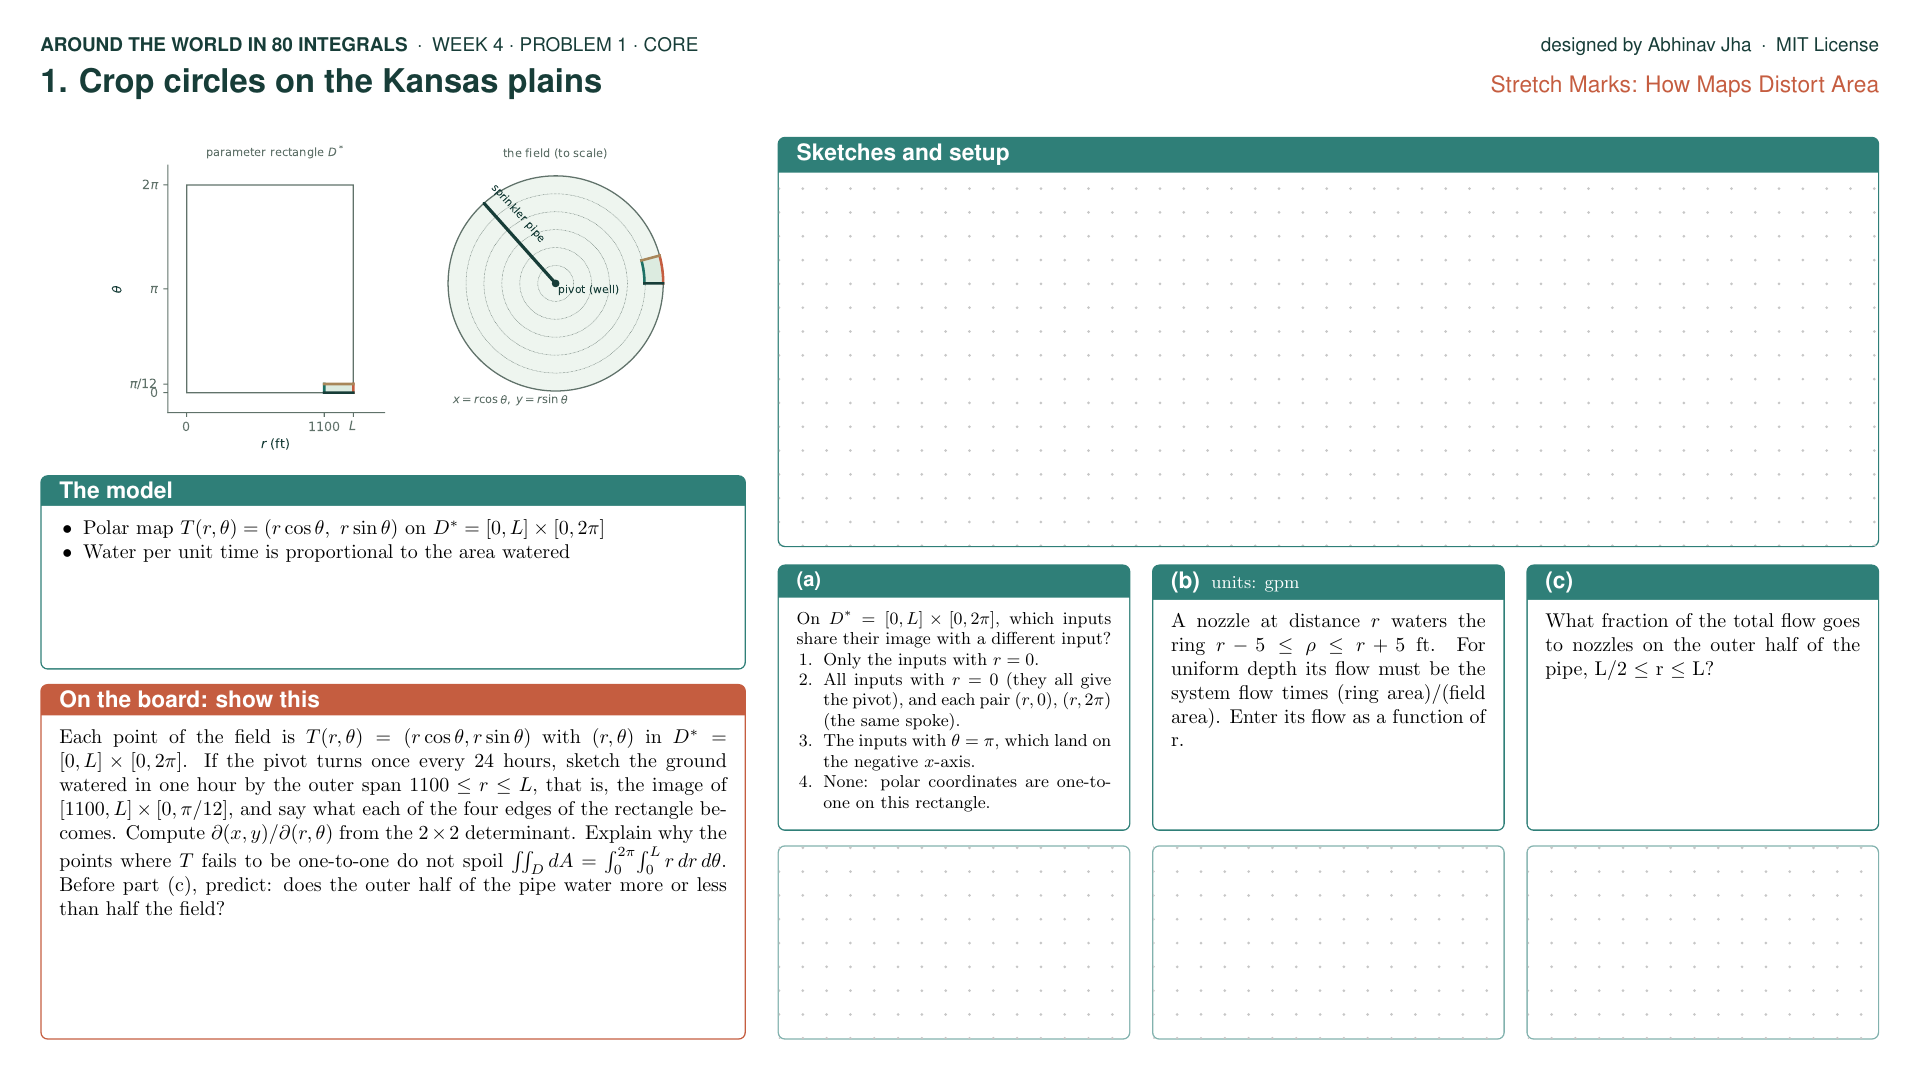 AROUND THE WORLD IN 80 INTEGRALS · WEEK 4 · PROBLEM 1 · CORE
designed by Abhinav Jha · MIT License
1. Crop circles on the Kansas plains
Stretch Marks: How Maps Distort Area
parameter rectangle D*
2π
θ
π
π/12
0
0
1100
L
r (ft)
the field (to scale)
sprinkler pipe
pivot (well)
x = r cos θ, y = r sin θ
The model
• Polar map T(r, θ) = (r cos θ, r sin θ) on D* = [0, L] × [0, 2π]
• Water per unit time is proportional to the area watered
On the board: show this
Each point of the field is T(r, θ) = (r cos θ, r sin θ) with (r, θ) in D* =
[0, L] × [0, 2π]. If the pivot turns once every 24 hours, sketch the ground
watered in one hour by the outer span 1100 ≤ r ≤ L, that is, the image of
[1100, L] × [0, π/12], and say what each of the four edges of the rectangle be-
comes. Compute ∂(x, y)/∂(r, θ) from the 2 × 2 determinant. Explain why the
points where T fails to be one-to-one do not spoil ∬_D dA = ∫_0^{2π} ∫_0^L r dr dθ.
Before part (c), predict: does the outer half of the pipe water more or less
than half the field?
Sketches and setup
(a)
On D* = [0, L] × [0, 2π], which inputs
share their image with a different input?
1. Only the inputs with r = 0.
2. All inputs with r = 0 (they all give
the pivot), and each pair (r, 0), (r, 2π)
(the same spoke).
3. The inputs with θ = π, which land on
the negative x-axis.
4. None: polar coordinates are one-to-
one on this rectangle.
(b) units: gpm
A nozzle at distance r waters the
ring r − 5 ≤ ρ ≤ r + 5 ft. For
uniform depth its flow must be the
system flow times (ring area)/(field
area). Enter its flow as a function of
r.
(c)
What fraction of the total flow goes
to nozzles on the outer half of the
pipe, L/2 ≤ r ≤ L?